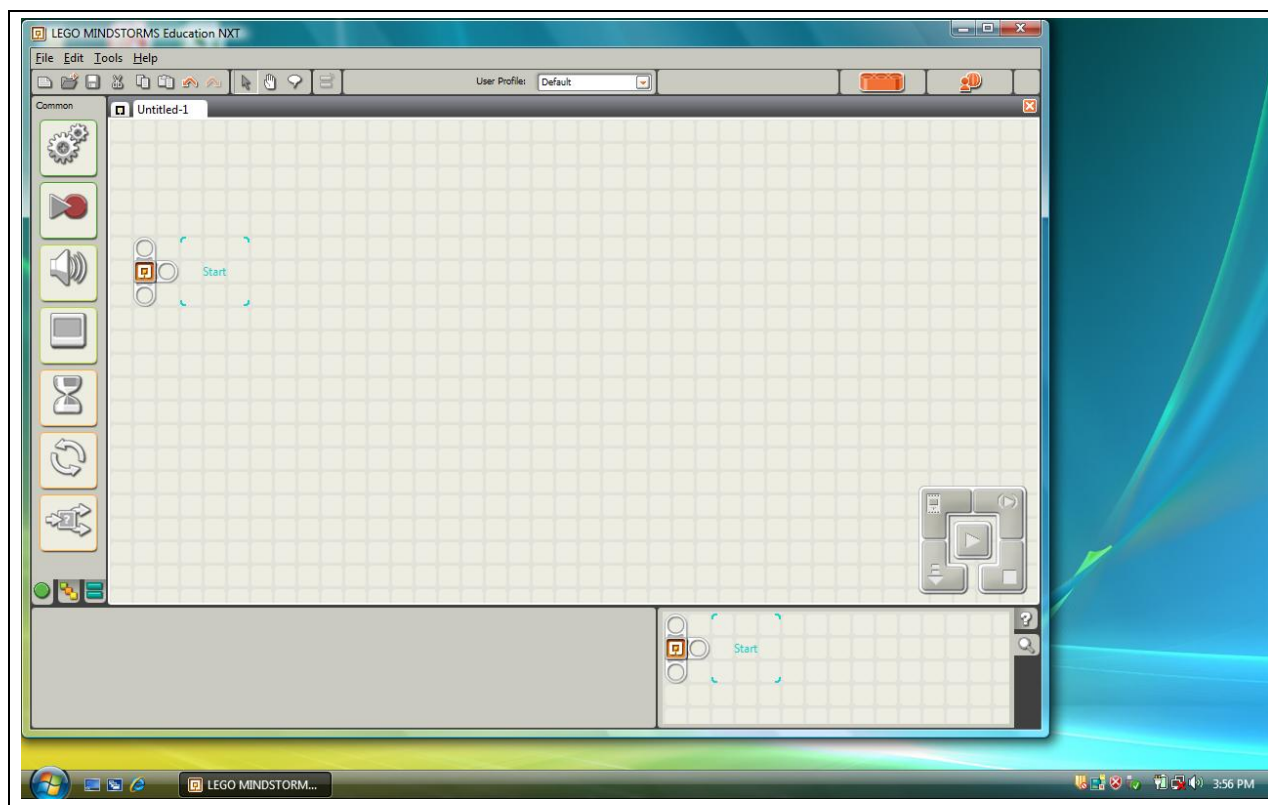 LEGO MINDSTORMS Education NXT
File Edit Tools Help
User Profile: Default
Common
Untitled-1
Start
Start
LEGO MINDSTORM...
3:56 PM